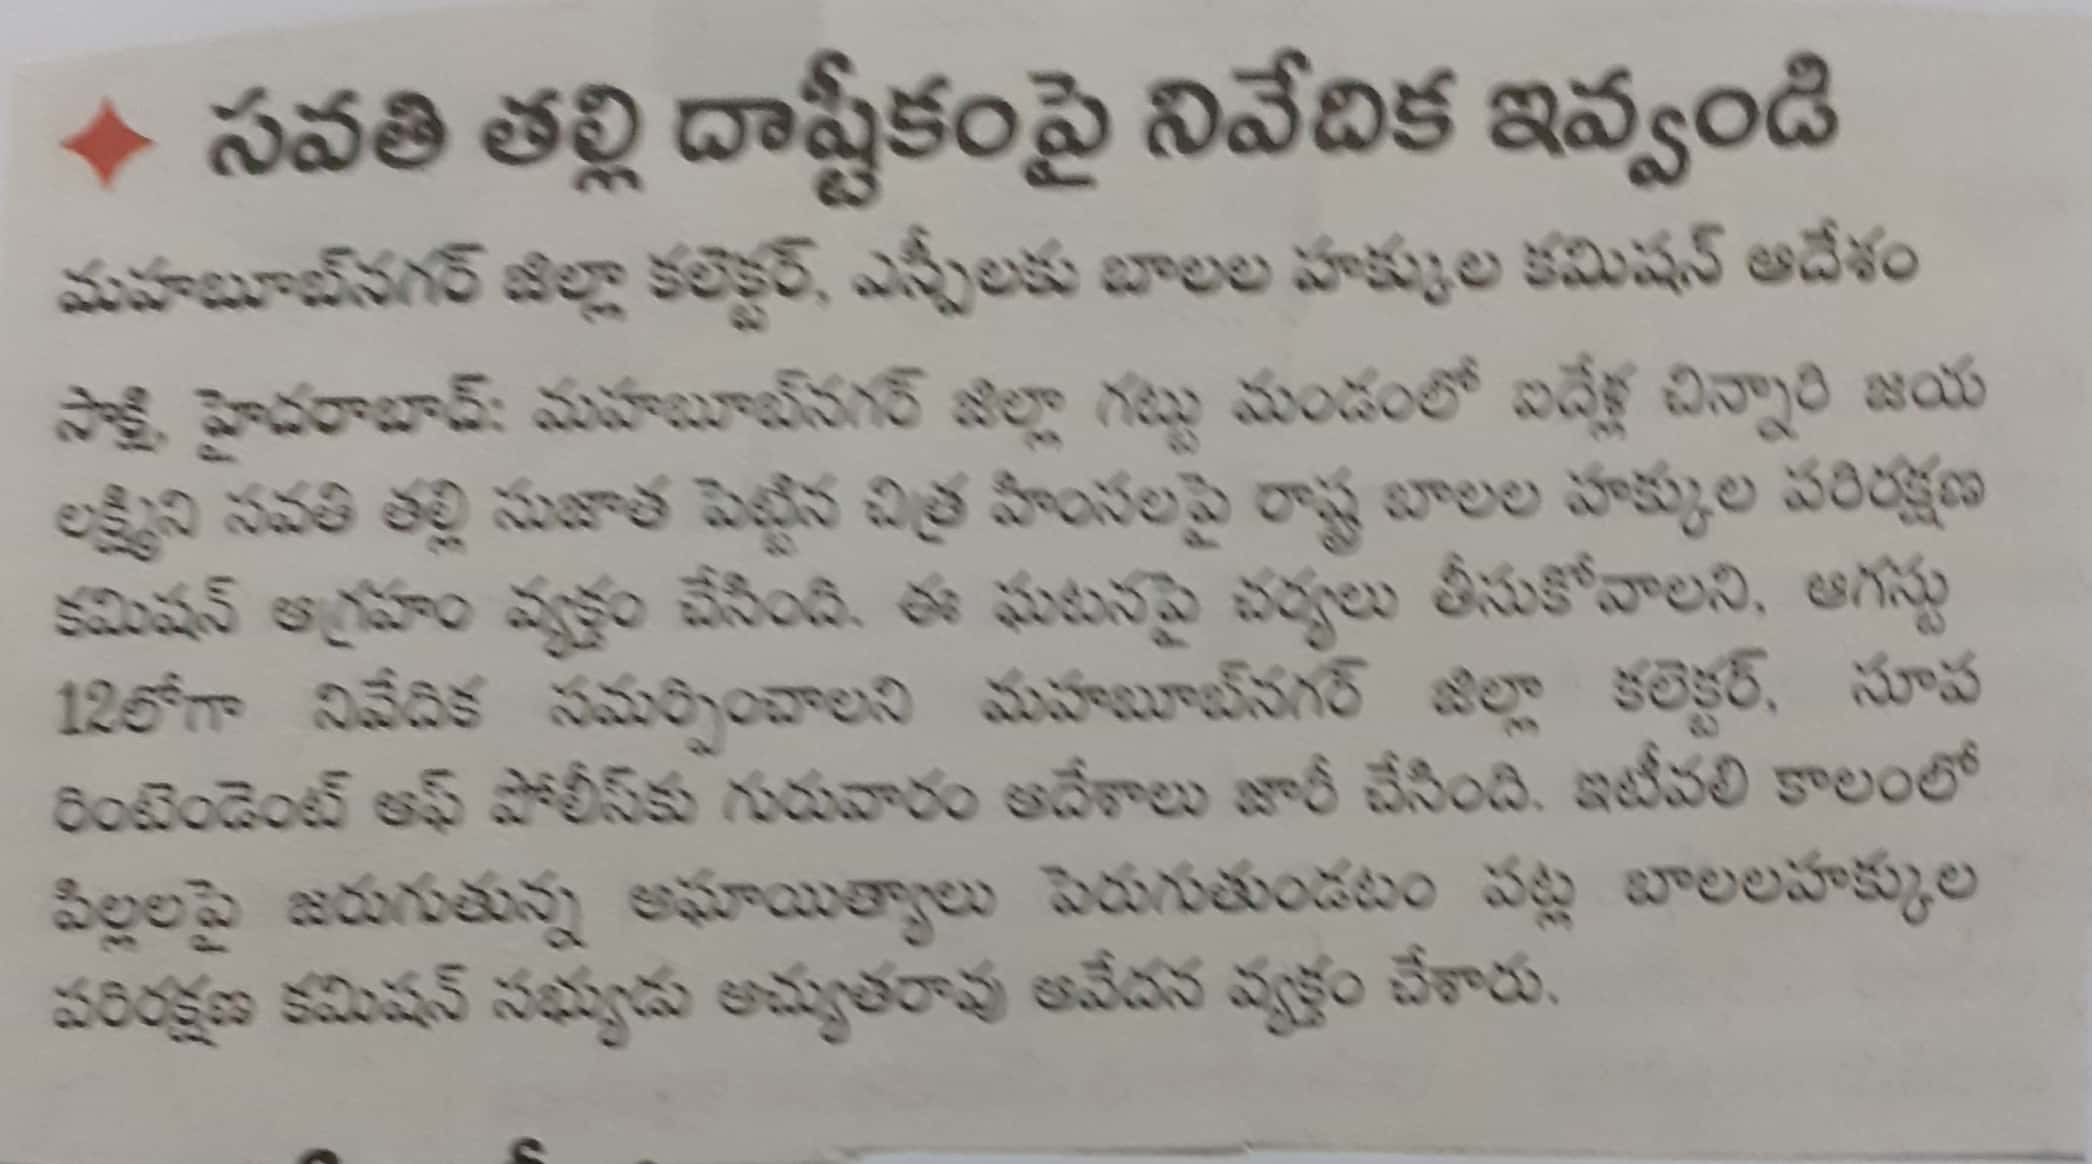 సవతి తల్లి దాష్టీకంపై నివేదిక ఇవ్వండి
మహబూబ్‌నగర్ జిల్లా కలెక్టర్, ఎస్పీలకు బాలల హక్కుల కమిషన్ ఆదేశం
సాక్షి, హైదరాబాద్: మహబూబ్‌నగర్ జిల్లా గట్టు మండంలో ఐదేళ్ల చిన్నారి జయ
లక్ష్మిని సవతి తల్లి సుజాత పెట్టిన చిత్ర హింసలపై రాష్ట్ర బాలల హక్కుల పరిరక్షణ
కమిషన్ ఆగ్రహం వ్యక్తం చేసింది. ఈ ఘటనపై చర్యలు తీసుకోవాలని, ఆగస్టు
12లోగా నివేదిక సమర్పించాలని మహబూబ్‌నగర్ జిల్లా కలెక్టర్, సూప
రింటెండెంట్ ఆఫ్ పోలీస్‌కు గురువారం ఆదేశాలు జారీ చేసింది. ఇటీవలి కాలంలో
పిల్లలపై జరుగుతున్న అఘాయిత్యాలు పెరుగుతుండటం పట్ల బాలలహక్కుల
పరిరక్షణ కమిషన్ సభ్యుడు అచ్యుతరావు ఆవేదన వ్యక్తం చేశారు.